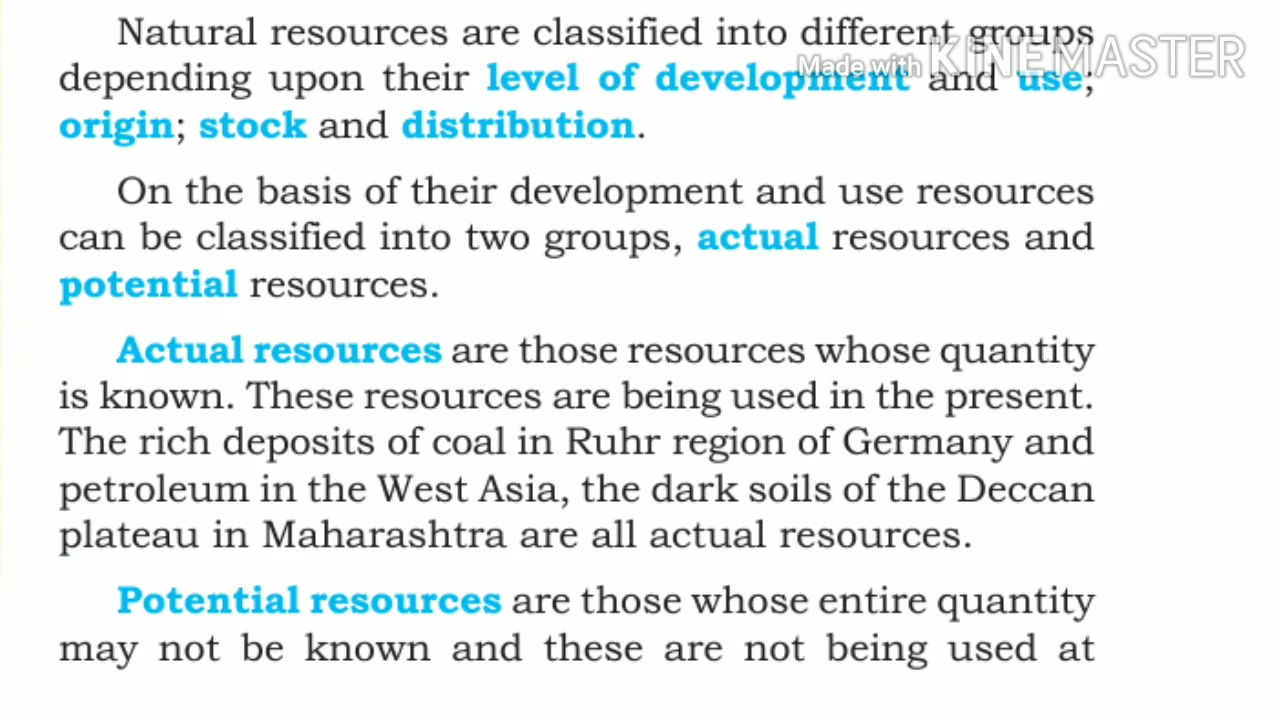 Natural resources are classified into different groups
Made with KINEMASTER
depending upon their level of development and use;
origin; stock and distribution.
On the basis of their development and use resources
can be classified into two groups, actual resources and
potential resources.
Actual resources are those resources whose quantity
is known. These resources are being used in the present.
The rich deposits of coal in Ruhr region of Germany and
petroleum in the West Asia, the dark soils of the Deccan
plateau in Maharashtra are all actual resources.
Potential resources are those whose entire quantity
may not be known and these are not being used at